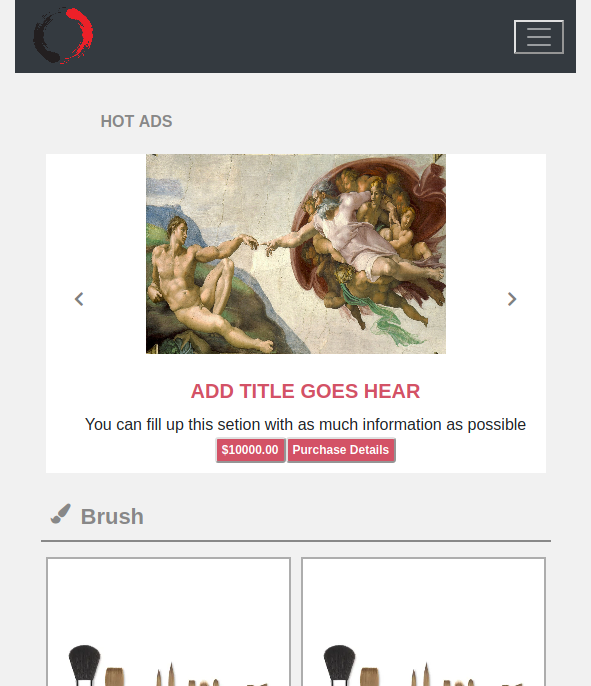 HOT ADS
ADD TITLE GOES HEAR
You can fill up this setion with as much information as possible
$10000.00 Purchase Details
Brush